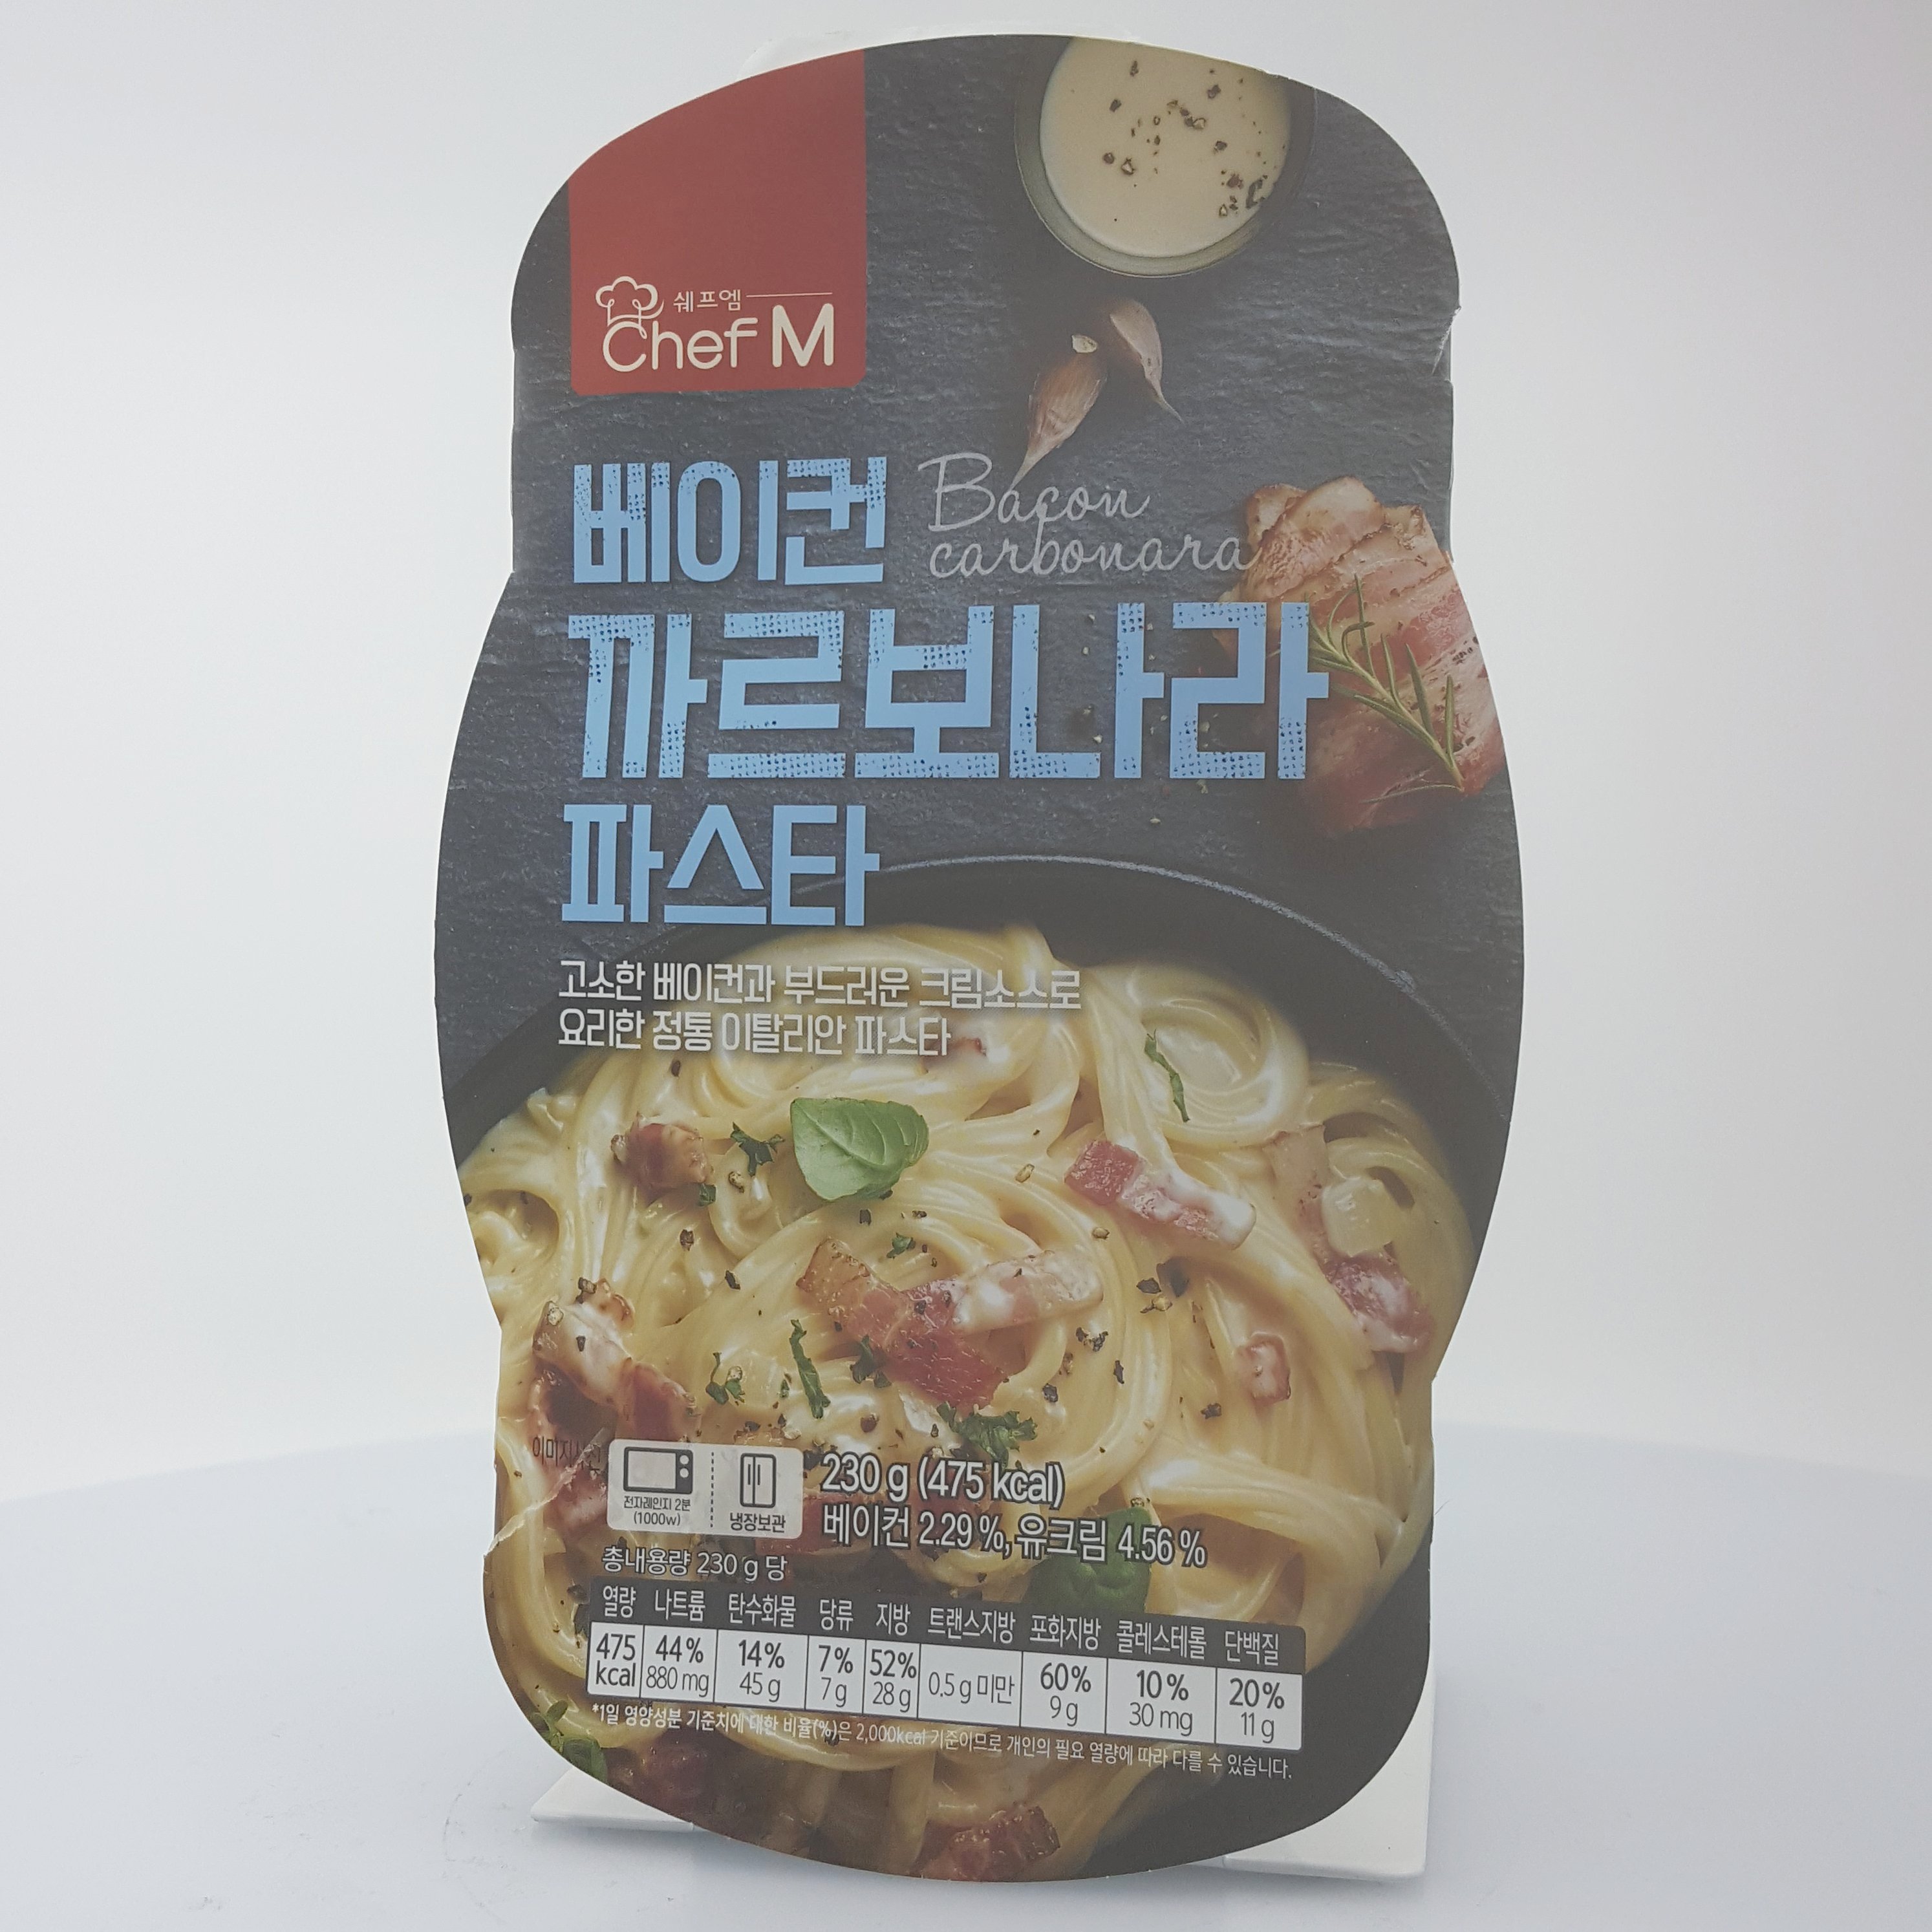 쉐프엠
Chef M
베이컨
Bacon
carbonara
까르보나라
파스타
고소한 베이컨과 부드러운 크림소스로
요리한 정통 이탈리안 파스타
전자레인지 2분
(1000w)
냉장보관
230 g (475 kcal)
베이컨 2.29 %, 유크림 4.56 %
총내용량 230 g 당
열량 나트륨 탄수화물 당류 지방 트랜스지방 포화지방 콜레스테롤 단백질
475 44% 14% 7% 52% 0.5 g 미만 60% 10% 20%
kcal 880 mg 45 g 7 g 28 g 9 g 30 mg 11 g
*1일 영양성분 기준치에 대한 비율(%)은 2,000kcal 기준이므로 개인의 필요 열량에 따라 다를 수 있습니다.